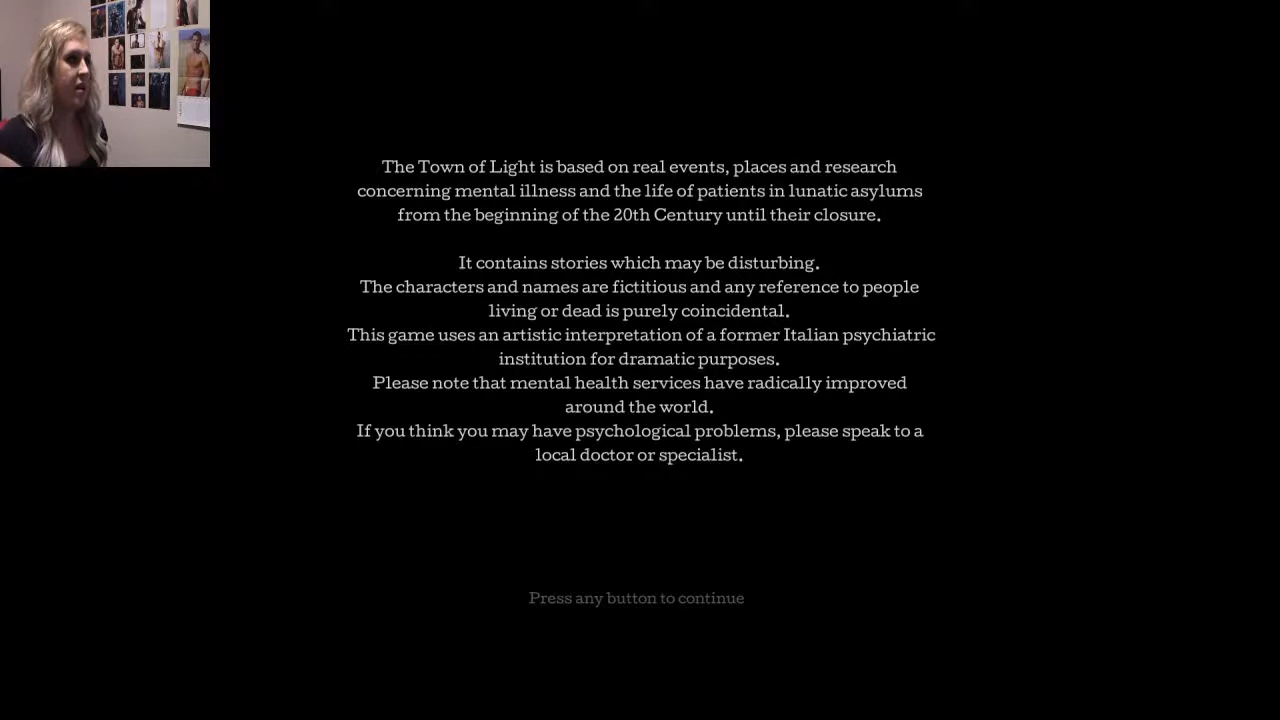 The Town of Light is based on real events, places and research
concerning mental illness and the life of patients in lunatic asylums
from the beginning of the 20th Century until their closure.
It contains stories which may be disturbing.
The characters and names are fictitious and any reference to people
living or dead is purely coincidental.
This game uses an artistic interpretation of a former Italian psychiatric
institution for dramatic purposes.
Please note that mental health services have radically improved
around the world.
If you think you may have psychological problems, please speak to a
local doctor or specialist.
Press any button to continue